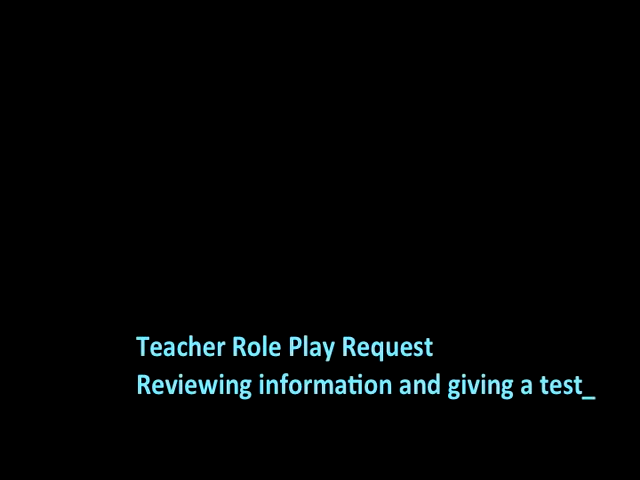 Teacher Role Play Request
Reviewing information and giving a test_